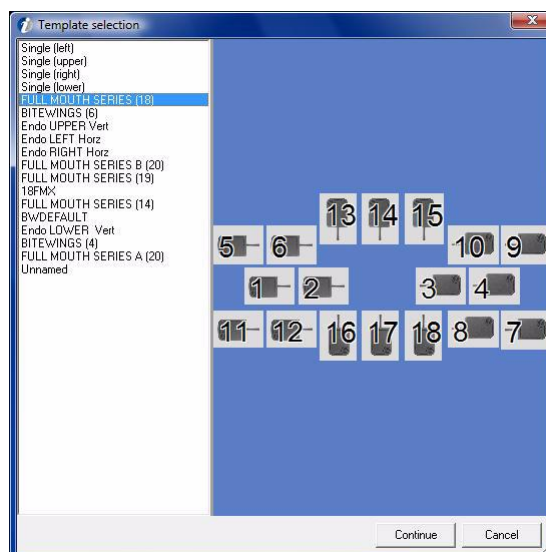 Template selection
Single (left)
Single (upper)
Single (right)
Single (lower)
FULL MOUTH SERIES (18)
BITEWINGS (6)
Endo UPPER Vert
Endo LEFT Horz
Endo RIGHT Horz
FULL MOUTH SERIES B (20)
FULL MOUTH SERIES (19)
18FMX
FULL MOUTH SERIES (14)
BWDEFAULT
Endo LOWER Vert
BITEWINGS (4)
FULL MOUTH SERIES A (20)
Unnamed
13 14 15
5 6 10 9
1 2 3 4
11 12 16 17 18 8 7
Continue Cancel